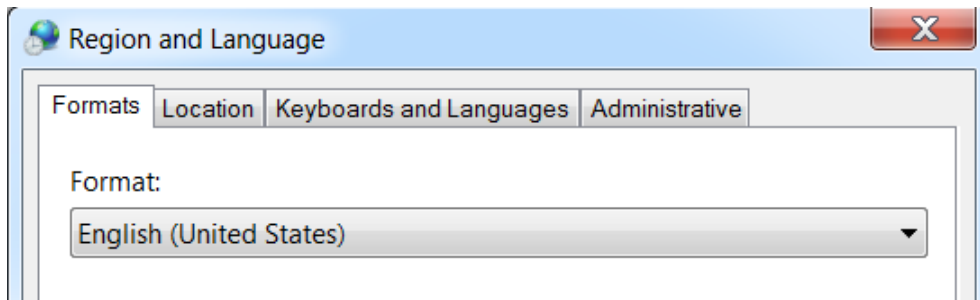 Region and Language
Formats Location Keyboards and Languages Administrative
Format:
English (United States)